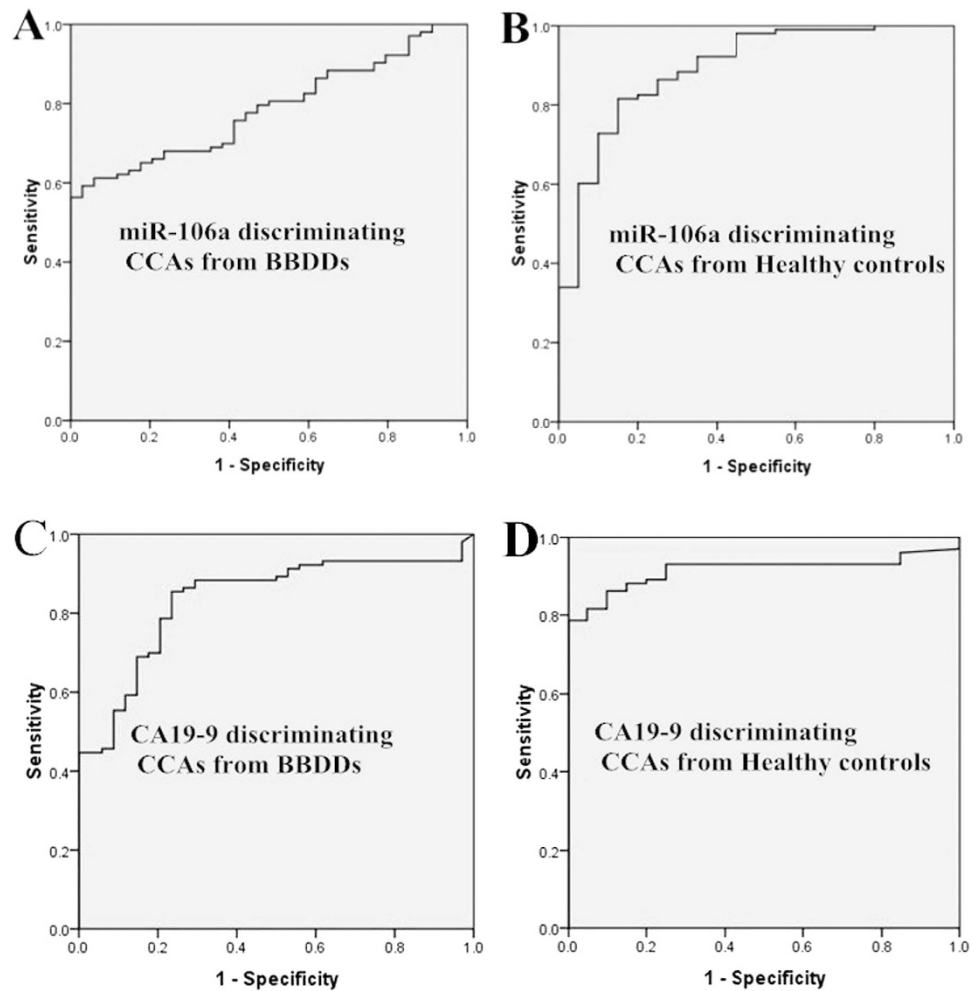 A
1.0
0.8
0.6
0.4
0.2
0.0
Sensitivity
miR-106a discriminating
CCAs from BBDDs
0.0 0.2 0.4 0.6 0.8 1.0
1 - Specificity
B
1.0
0.8
0.6
0.4
0.2
0.0
Sensitivity
miR-106a discriminating
CCAs from Healthy controls
0.0 0.2 0.4 0.6 0.8 1.0
1 - Specificity
C
1.0
0.8
0.6
0.4
0.2
0.0
Sensitivity
CA19-9 discriminating
CCAs from BBDDs
0.0 0.2 0.4 0.6 0.8 1.0
1 - Specificity
D
1.0
0.8
0.6
0.4
0.2
0.0
Sensitivity
CA19-9 discriminating
CCAs from Healthy controls
0.0 0.2 0.4 0.6 0.8 1.0
1 - Specificity